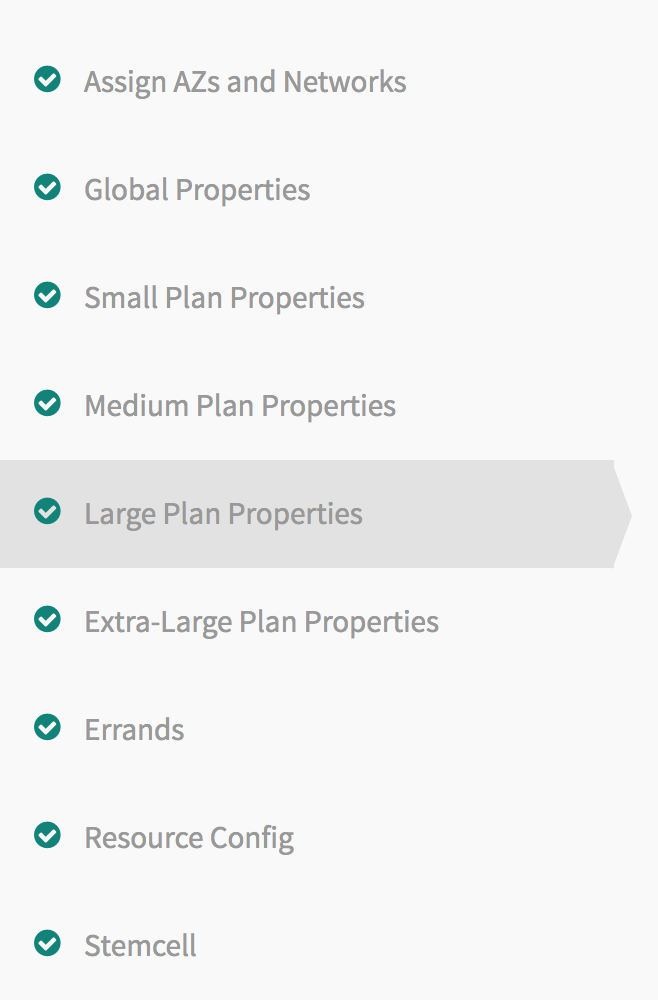 Assign AZs and Networks
Global Properties
Small Plan Properties
Medium Plan Properties
Large Plan Properties
Extra-Large Plan Properties
Errands
Resource Config
Stemcell